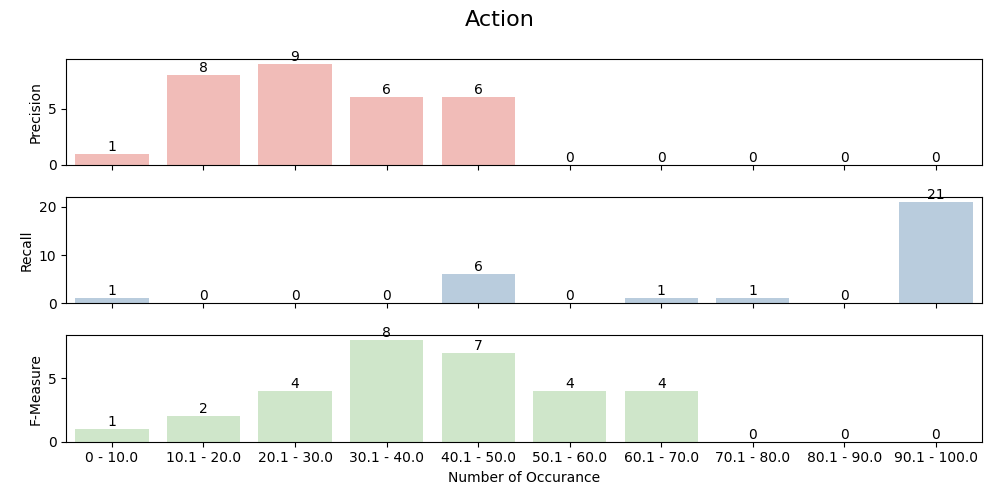 Action
Precision
5
0
1 8 9 6 6 0 0 0 0 0
Recall
20
10
0
1 0 0 0 6 0 1 1 0 21
F-Measure
5
0
1 2 4 8 7 4 4 0 0 0
0 - 10.0 10.1 - 20.0 20.1 - 30.0 30.1 - 40.0 40.1 - 50.0 50.1 - 60.0 60.1 - 70.0 70.1 - 80.0 80.1 - 90.0 90.1 - 100.0
Number of Occurance